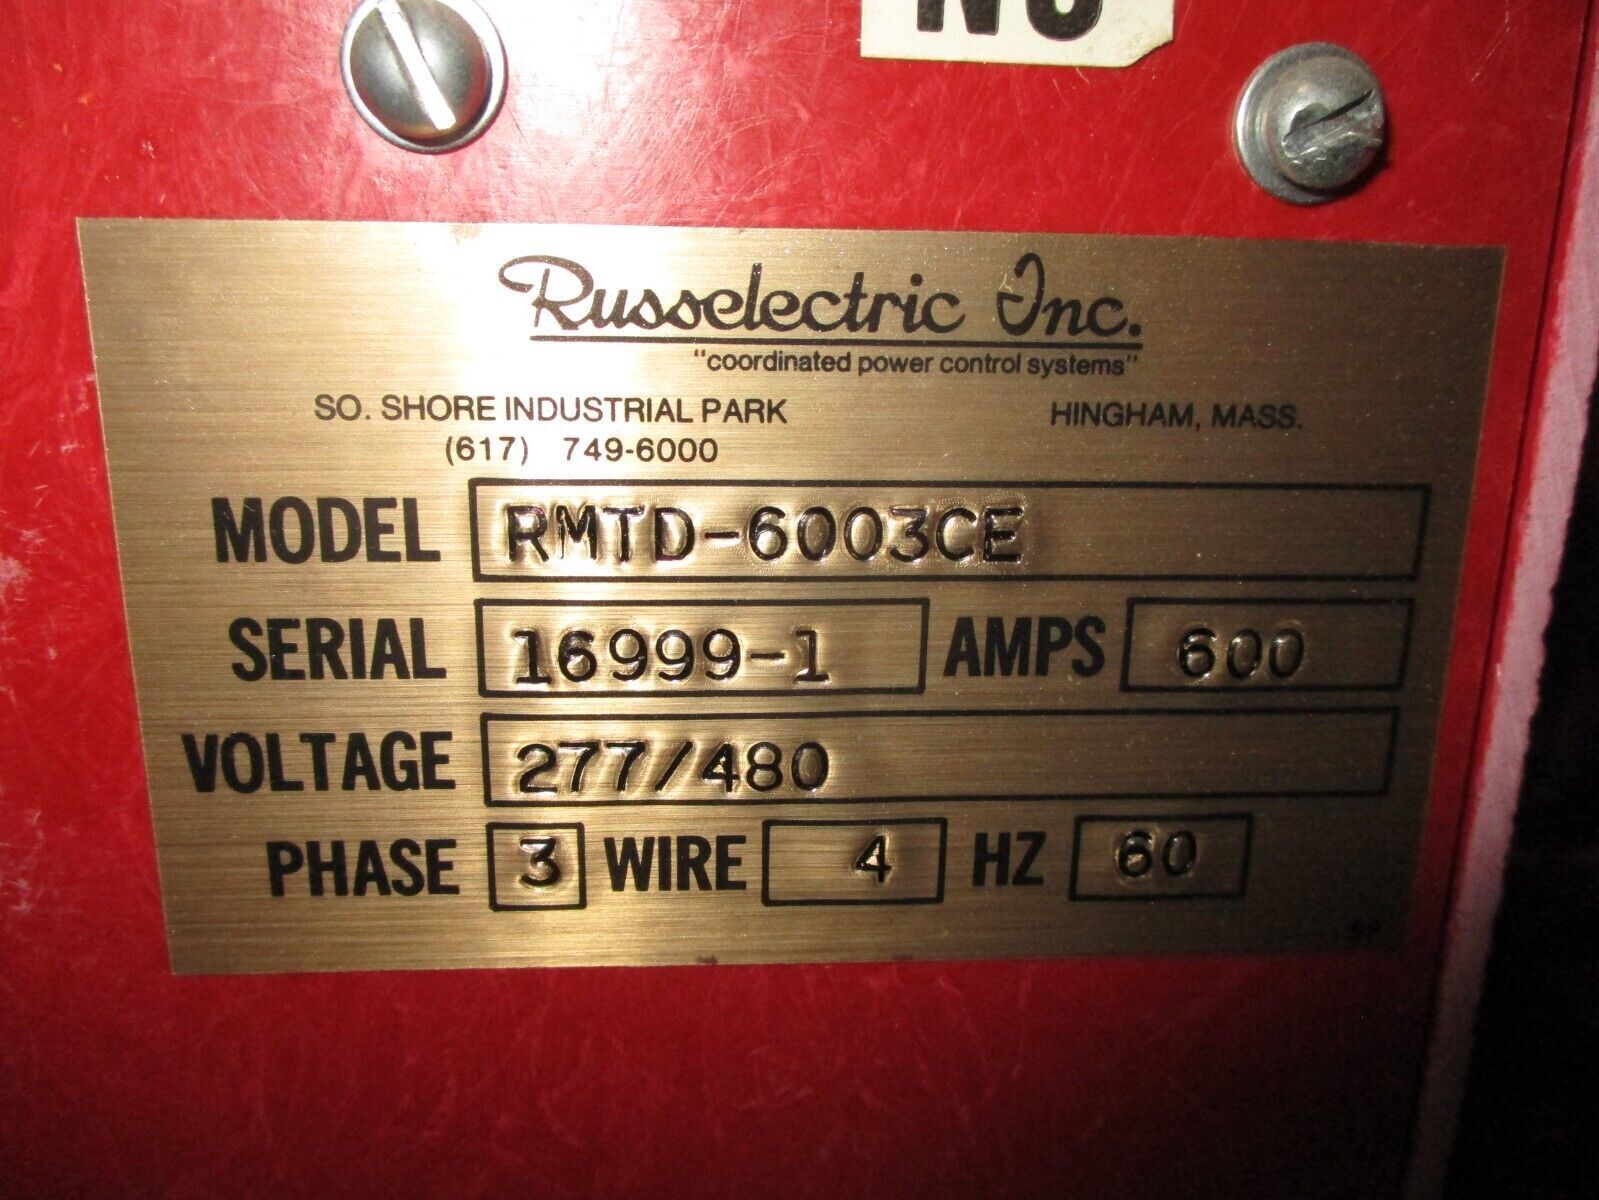 Russelectric Inc.
"coordinated power control systems"
SO. SHORE INDUSTRIAL PARK HINGHAM, MASS.
(617) 749-6000
MODEL RMTD-6003CE
SERIAL 16999-1 AMPS 600
VOLTAGE 277/480
PHASE 3 WIRE 4 HZ 60